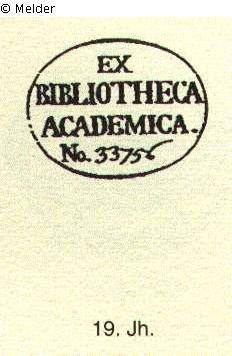 © Melder
EX
BIBLIOTHECA
ACADEMICA.
No. 33756
19. Jh.